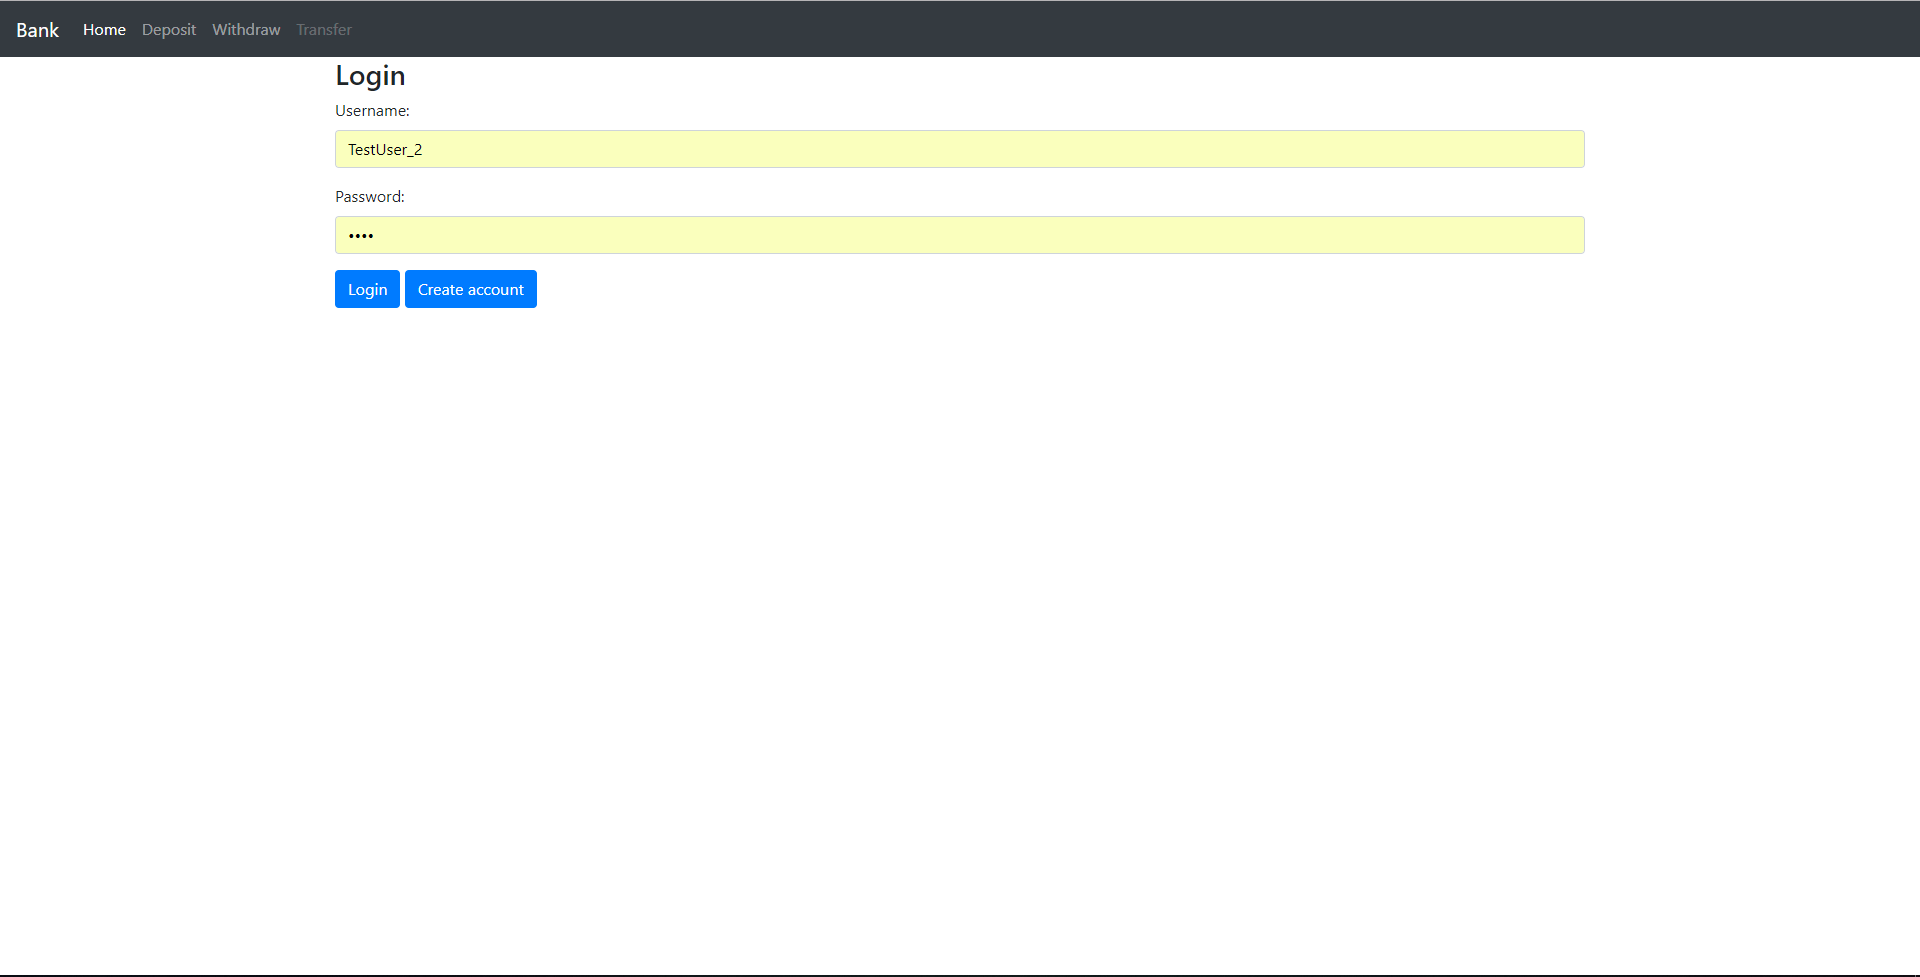 Bank Home Deposit Withdraw Transfer
Login
Username:
TestUser_2
Password:
••••
Login Create account